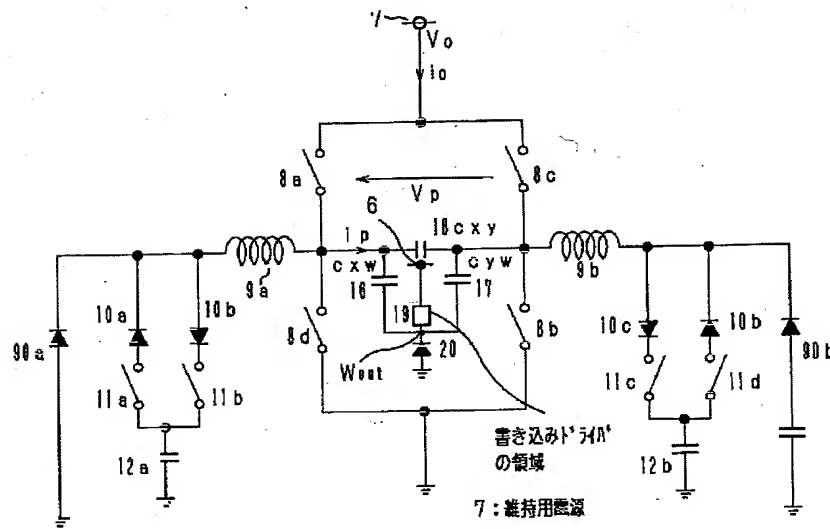 7
Vo
io
8a
8c
Vp
6
ip
18cxy
cxw
cyw
9a
9b
16
17
10a
10b
10c
10b
90a
90b
8d
19
8b
20
Wout
11a
11b
11c
11d
12a
12b
書き込みドライバ
の領域
7:維持用電源